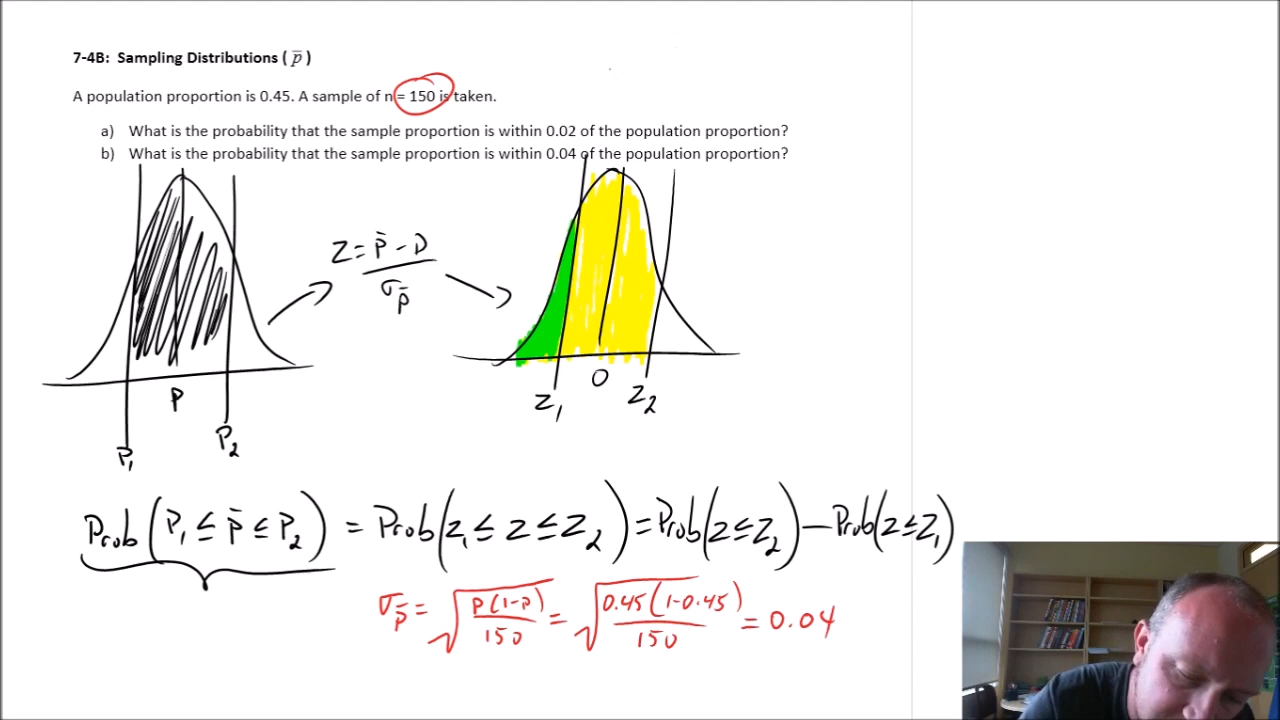 7-4B: Sampling Distributions ( p̅ )
A population proportion is 0.45. A sample of n = 150 is taken.
a) What is the probability that the sample proportion is within 0.02 of the population proportion?
b) What is the probability that the sample proportion is within 0.04 of the population proportion?
Z = p̅ - p / σp̅
P
P₁
P₂
0
Z₁
Z₂
Prob(P₁ ≤ p̅ ≤ P₂) = Prob(z₁ ≤ z ≤ Z₂) = Prob(z ≤ Z₂) — Prob(z ≤ Z₁)
σp̅ = √(p(1-p)/150) = √(0.45(1-0.45)/150) = 0.04